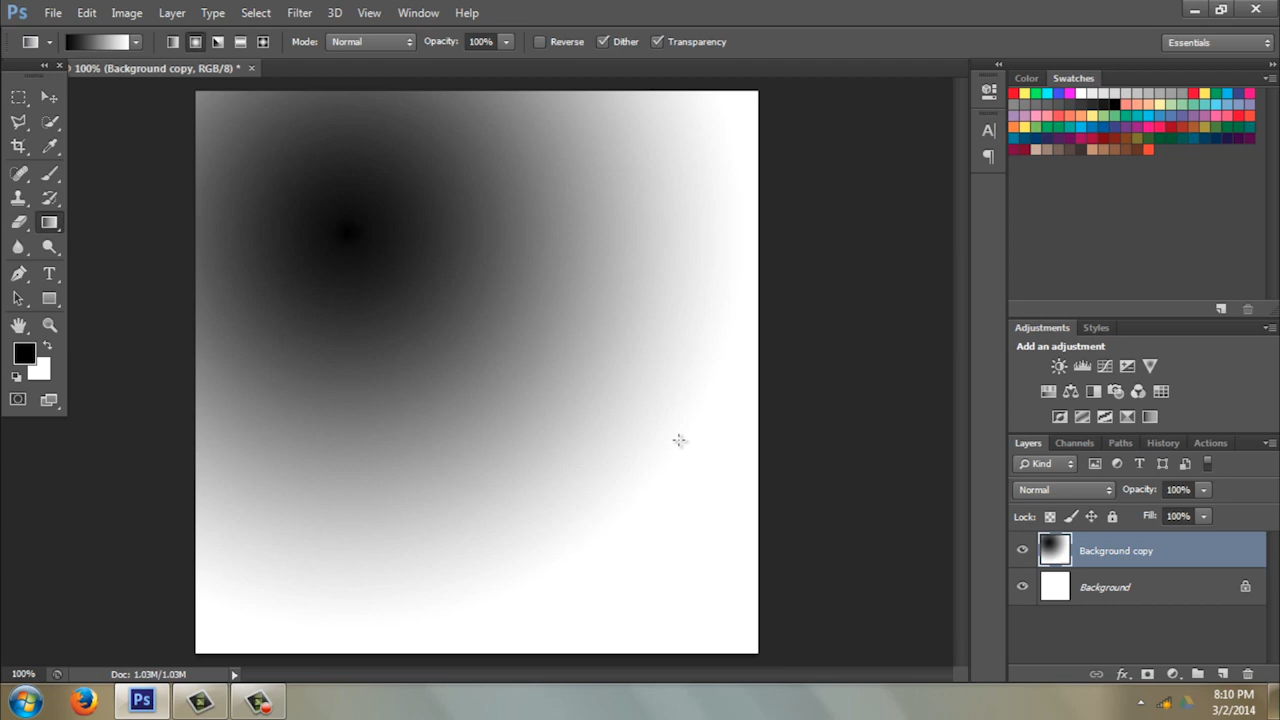 Ps File Edit Image Layer Type Select Filter 3D View Window Help
Mode: Normal Opacity: 100% Reverse Dither Transparency Essentials
100% (Background copy, RGB/8) *
Color Swatches
A
T
Adjustments Styles
Add an adjustment
Layers Channels Paths History Actions
Kind T
Normal Opacity: 100%
Lock: Fill: 100%
Background copy
Background
fx
100% Doc: 1.03M/1.03M
Ps 8:10 PM
3/2/2014